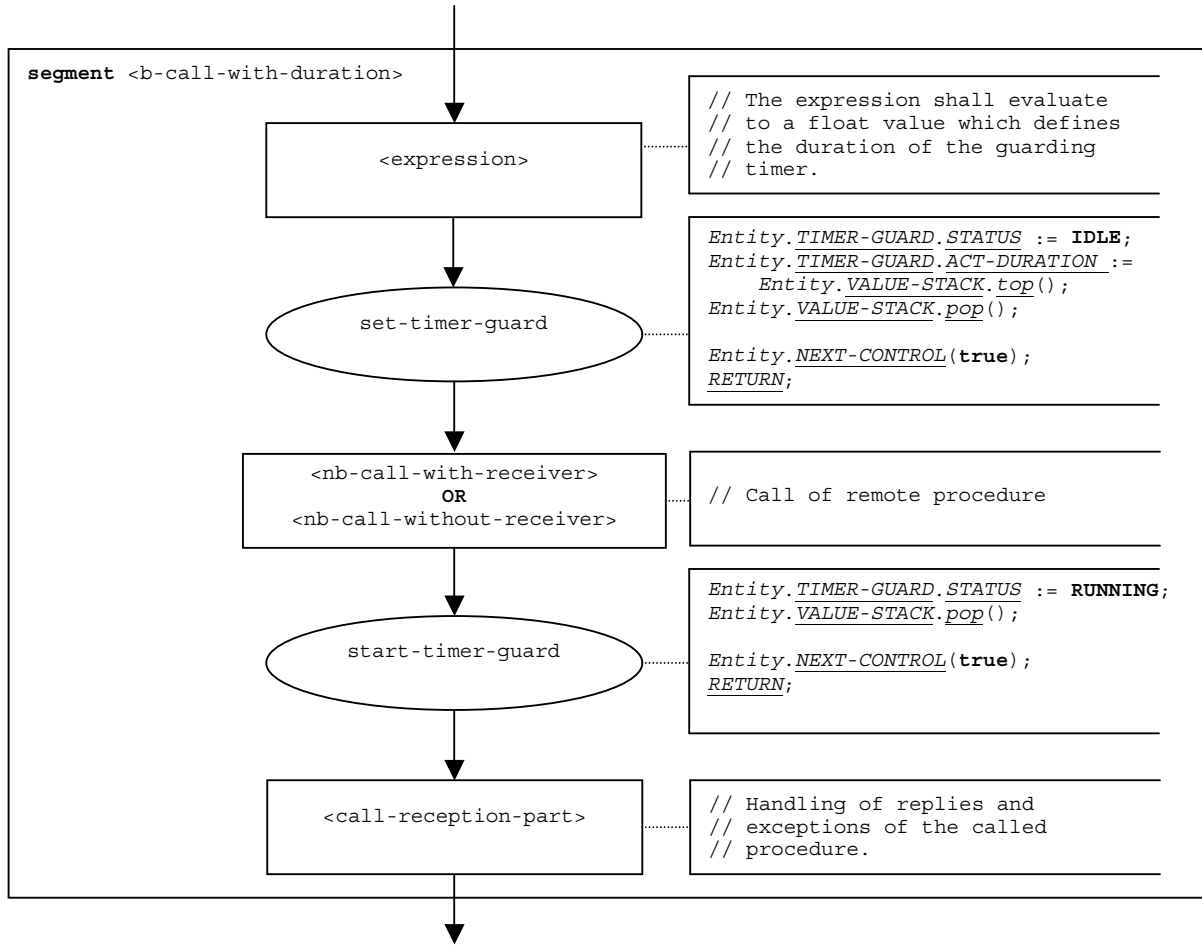 segment <b-call-with-duration>
<expression>
// The expression shall evaluate
// to a float value which defines
// the duration of the guarding
// timer.
set-timer-guard
Entity.TIMER-GUARD.STATUS := IDLE;
Entity.TIMER-GUARD.ACT-DURATION :=
Entity.VALUE-STACK.top();
Entity.VALUE-STACK.pop();
Entity.NEXT-CONTROL(true);
RETURN;
<nb-call-with-receiver>
OR
<nb-call-without-receiver>
// Call of remote procedure
start-timer-guard
Entity.TIMER-GUARD.STATUS := RUNNING;
Entity.VALUE-STACK.pop();
Entity.NEXT-CONTROL(true);
RETURN;
<call-reception-part>
// Handling of replies and
// exceptions of the called
// procedure.